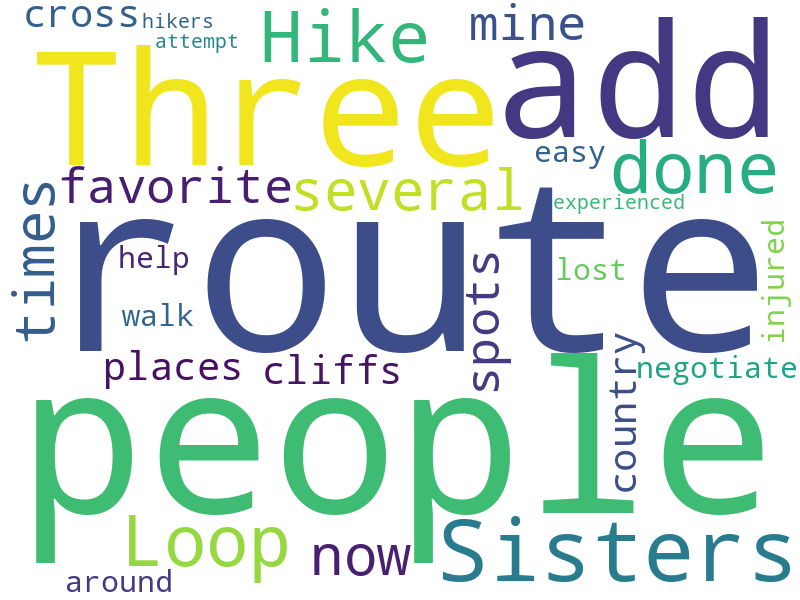 cross
hikers
attempt
Hike
mine
Three
add
easy
done
favorite
several
experienced
times
route
help
walk
spots
lost
injured
places
cliffs
country
negotiate
people
Loop
now
Sisters
around